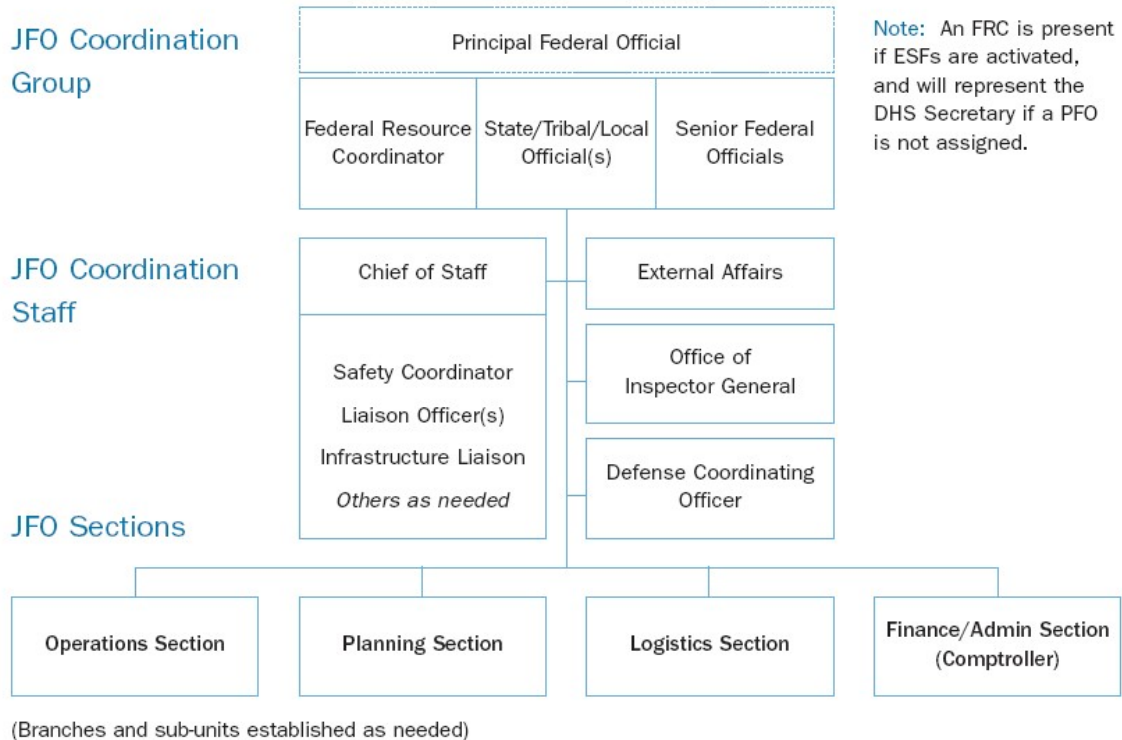 JFO Coordination
Group
Principal Federal Official
Federal Resource
Coordinator
State/Tribal/Local
Official(s)
Senior Federal
Officials
Note: An FRC is present
if ESFs are activated,
and will represent the
DHS Secretary if a PFO
is not assigned.
JFO Coordination
Staff
Chief of Staff
Safety Coordinator
Liaison Officer(s)
Infrastructure Liaison
Others as needed
External Affairs
Office of
Inspector General
Defense Coordinating
Officer
JFO Sections
Operations Section
Planning Section
Logistics Section
Finance/Admin Section
(Comptroller)
(Branches and sub-units established as needed)